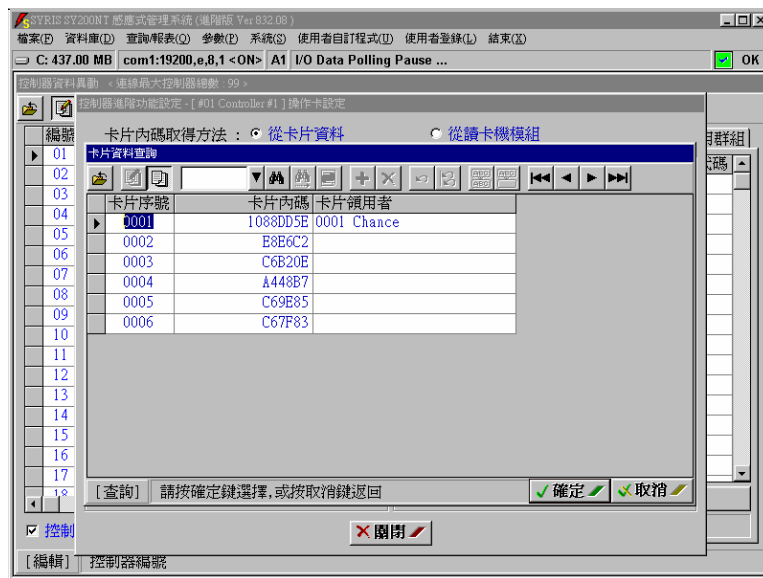 SYRIS SY200NT 感應式管理系統 (進階版 Ver 832.08 )
檔案(F) 資料庫(D) 查詢/報表(Q) 參數(P) 系統(S) 使用者自訂程式(U) 使用者登錄(L) 結束(X)
C: 437.00 MB com1:19200,e,8,1 <ON> A1 I/O Data Polling Pause ... OK
控制器資料異動 < 連線最大控制器總數 : 99 >
控制器進階功能設定 - [ #01 Controller #1 ] 操作卡設定
編號 卡片內碼取得方法 : 從卡片資料 從讀卡機模組 用群組
卡片資料查詢
卡片序號 卡片內碼 卡片領用者
0001 1088DD5E 0001 Chance
0002 E8E6C2
0003 C6B20E
0004 A448B7
0005 C69E85
0006 C67F83
01
02
03
04
05
06
07
08
09
10
11
12
13
14
15
16
17
18
[查詢] 請按確定鍵選擇,或按取消鍵返回 確定 取消
控制 關閉
[編輯] 控制器編號